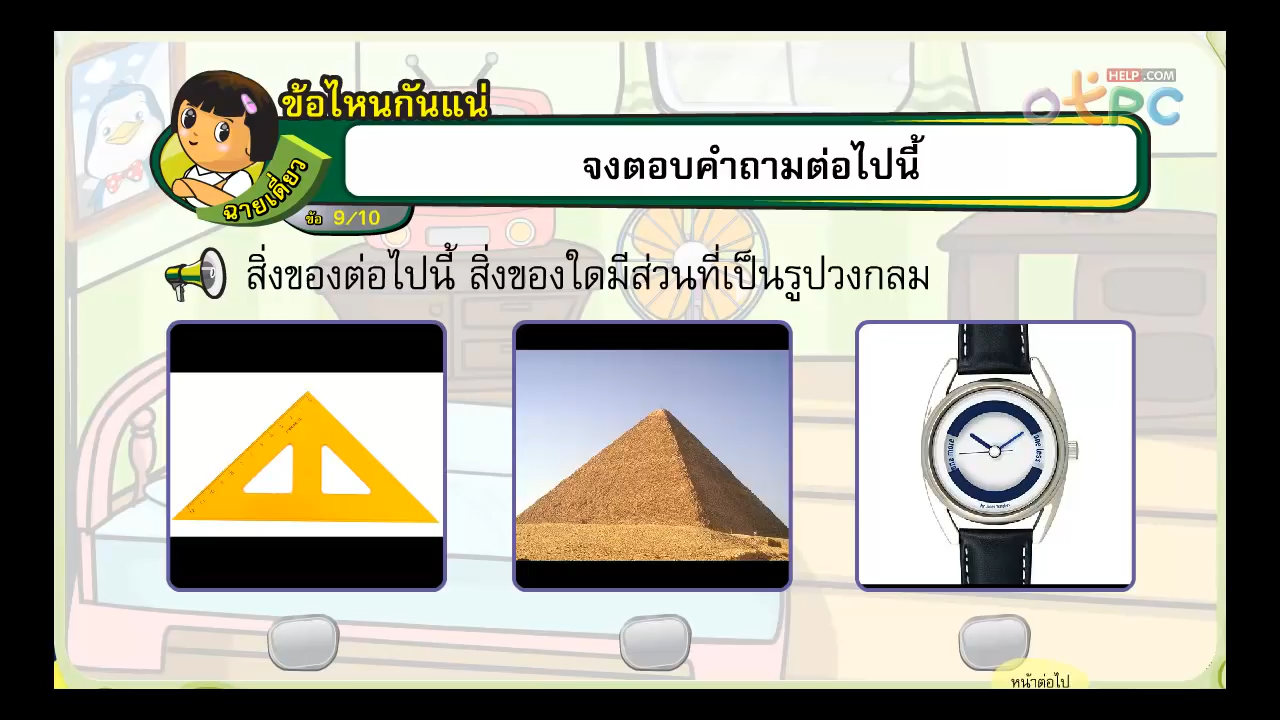 ข้อไหนกันแน่
HELP .COM
OTPC
จงตอบคำถามต่อไปนี้
ฉายเดี่ยว
ข้อ 9/10
สิ่งของต่อไปนี้ สิ่งของใดมีส่วนที่เป็นรูปวงกลม
หน้าต่อไป